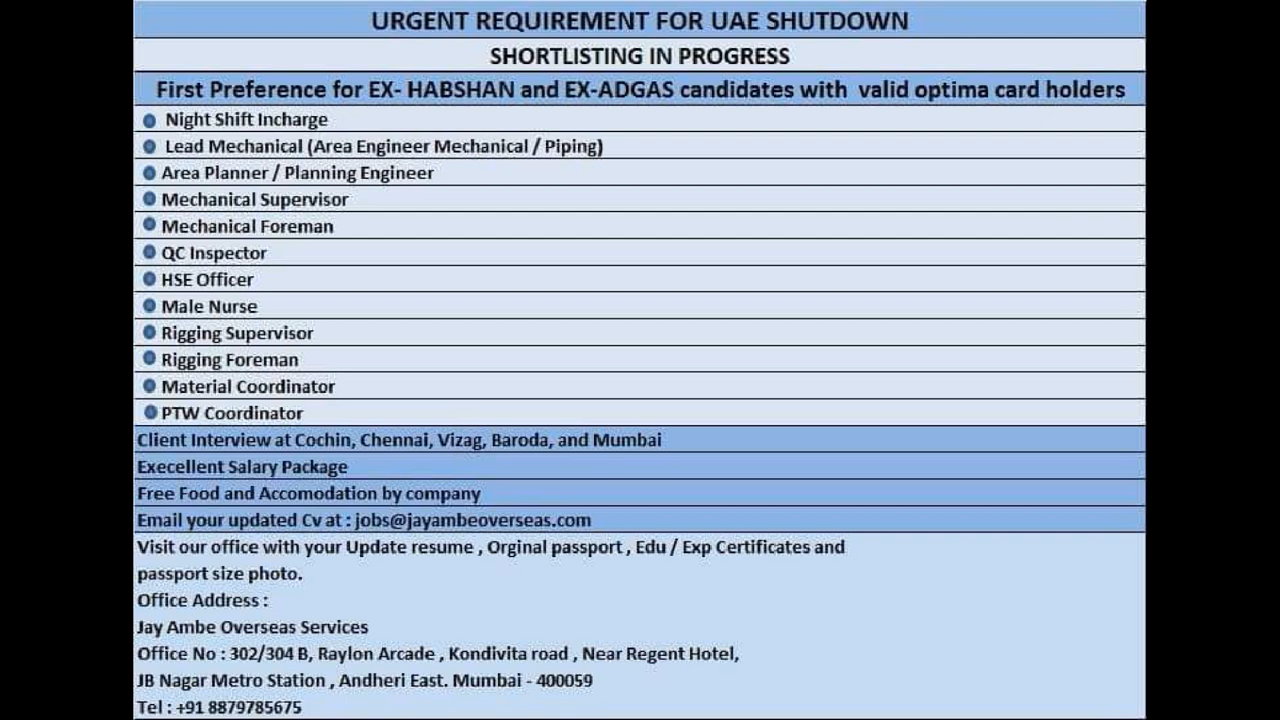 URGENT REQUIREMENT FOR UAE SHUTDOWN
SHORTLISTING IN PROGRESS
First Preference for EX- HABSHAN and EX-ADGAS candidates with valid optima card holders
Night Shift Incharge
Lead Mechanical (Area Engineer Mechanical / Piping)
Area Planner / Planning Engineer
Mechanical Supervisor
Mechanical Foreman
QC Inspector
HSE Officer
Male Nurse
Rigging Supervisor
Rigging Foreman
Material Coordinator
PTW Coordinator
Client Interview at Cochin, Chennai, Vizag, Baroda, and Mumbai
Execellent Salary Package
Free Food and Accomodation by company
Email your updated Cv at : jobs@jayambeoverseas.com
Visit our office with your Update resume , Orginal passport , Edu / Exp Certificates and
passport size photo.
Office Address :
Jay Ambe Overseas Services
Office No : 302/304 B, Raylon Arcade , Kondivita road , Near Regent Hotel,
JB Nagar Metro Station , Andheri East. Mumbai - 400059
Tel : +91 8879785675